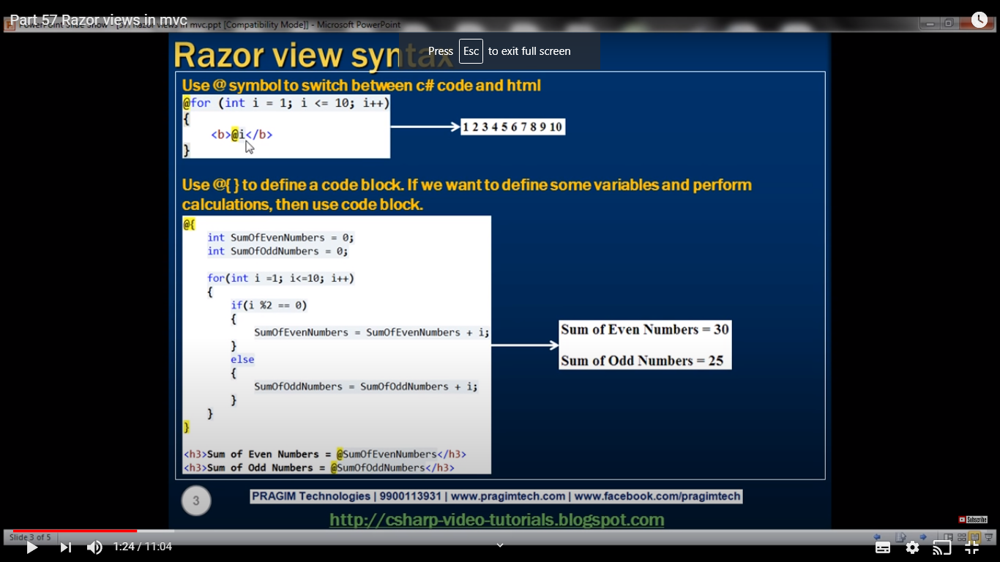 Part 57 Razor views in mvc
PowerPoint Slide Show - [57. Razor views in mvc.ppt [Compatibility Mode]] - Microsoft PowerPoint
Press Esc to exit full screen
Razor view syntax
Use @ symbol to switch between c# code and html
@for (int i = 1; i <= 10; i++)
{
<b>@i</b>
}
1 2 3 4 5 6 7 8 9 10
Use @{ } to define a code block. If we want to define some variables and perform
calculations, then use code block.
@{
int SumOfEvenNumbers = 0;
int SumOfOddNumbers = 0;
for(int i =1; i<=10; i++)
{
if(i %2 == 0)
{
SumOfEvenNumbers = SumOfEvenNumbers + i;
}
else
{
SumOfOddNumbers = SumOfOddNumbers + i;
}
}
}
<h3>Sum of Even Numbers = @SumOfEvenNumbers</h3>
<h3>Sum of Odd Numbers = @SumOfOddNumbers</h3>
Sum of Even Numbers = 30
Sum of Odd Numbers = 25
3
PRAGIM Technologies | 9900113931 | www.pragimtech.com | www.facebook.com/pragimtech
http://csharp-video-tutorials.blogspot.com
Subscribe
Slide 3 of 5
1:24 / 11:04